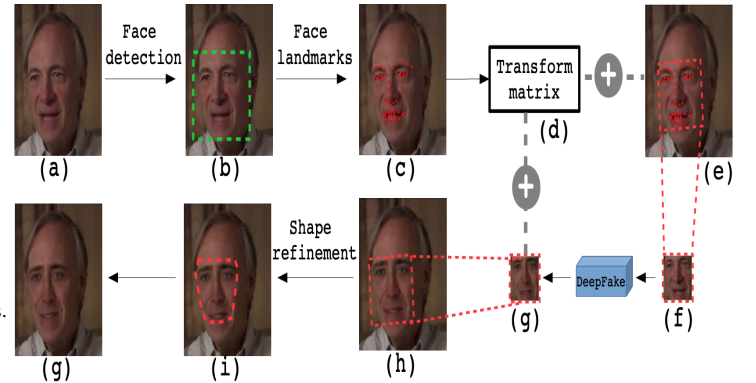 Face
detection
Face
landmarks
Transform
matrix
(a)
(b)
(c)
(d)
(e)
Shape
refinement
DeepFake
(g)
(i)
(h)
(g)
(f)